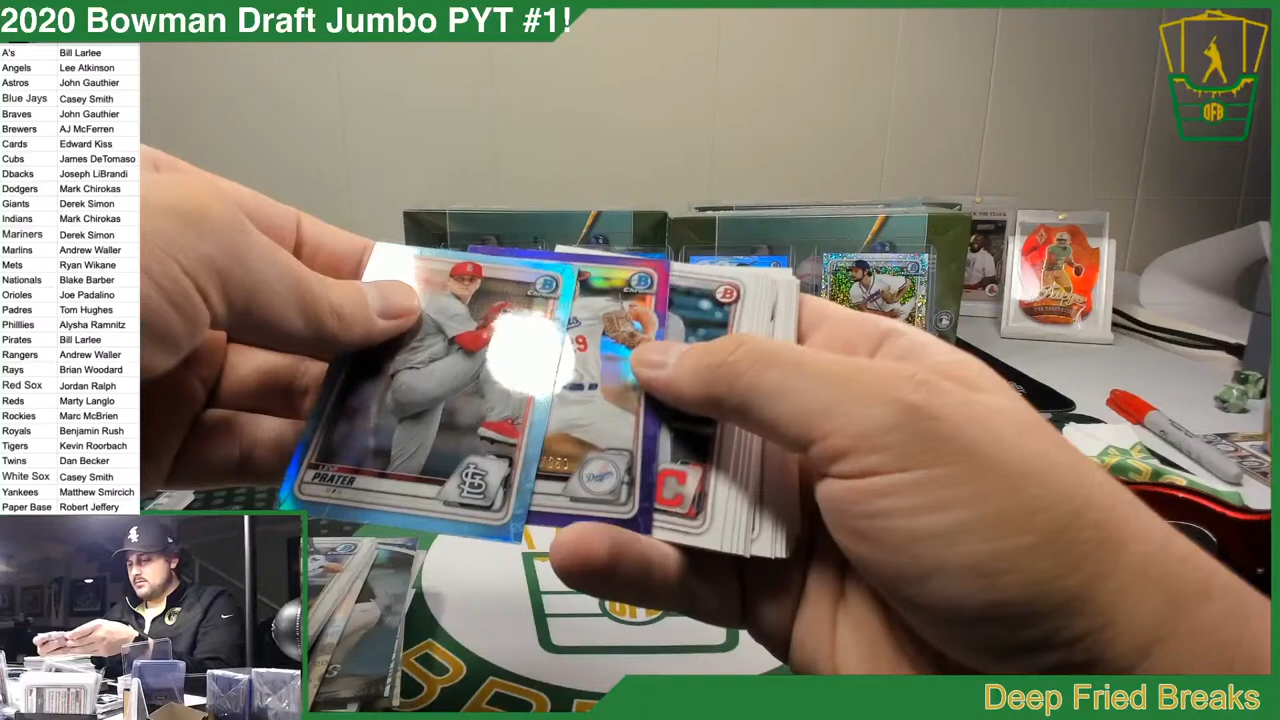 2020 Bowman Draft Jumbo PYT #1!
A's Bill Larlee
Angels Lee Atkinson
Astros John Gauthier
Blue Jays Casey Smith
Braves John Gauthier
Brewers AJ McFerren
Cards Edward Kiss
Cubs James DeTomaso
Dbacks Joseph LiBrandi
Dodgers Mark Chirokas
Giants Derek Simon
Indians Mark Chirokas
Mariners Derek Simon
Marlins Andrew Waller
Mets Ryan Wikane
Nationals Blake Barber
Orioles Joe Padalino
Padres Tom Hughes
Philllies Alysha Ramnitz
Pirates Bill Larlee
Rangers Andrew Waller
Rays Brian Woodard
Red Sox Jordan Ralph
Reds Marty Langlo
Rockies Marc McBrien
Royals Benjamin Rush
Tigers Kevin Roorbach
Twins Dan Becker
White Sox Casey Smith
Yankees Matthew Smircich
Paper Base Robert Jeffery
DFB
LEVI
PRATER
Dodgers
Deep Fried Breaks